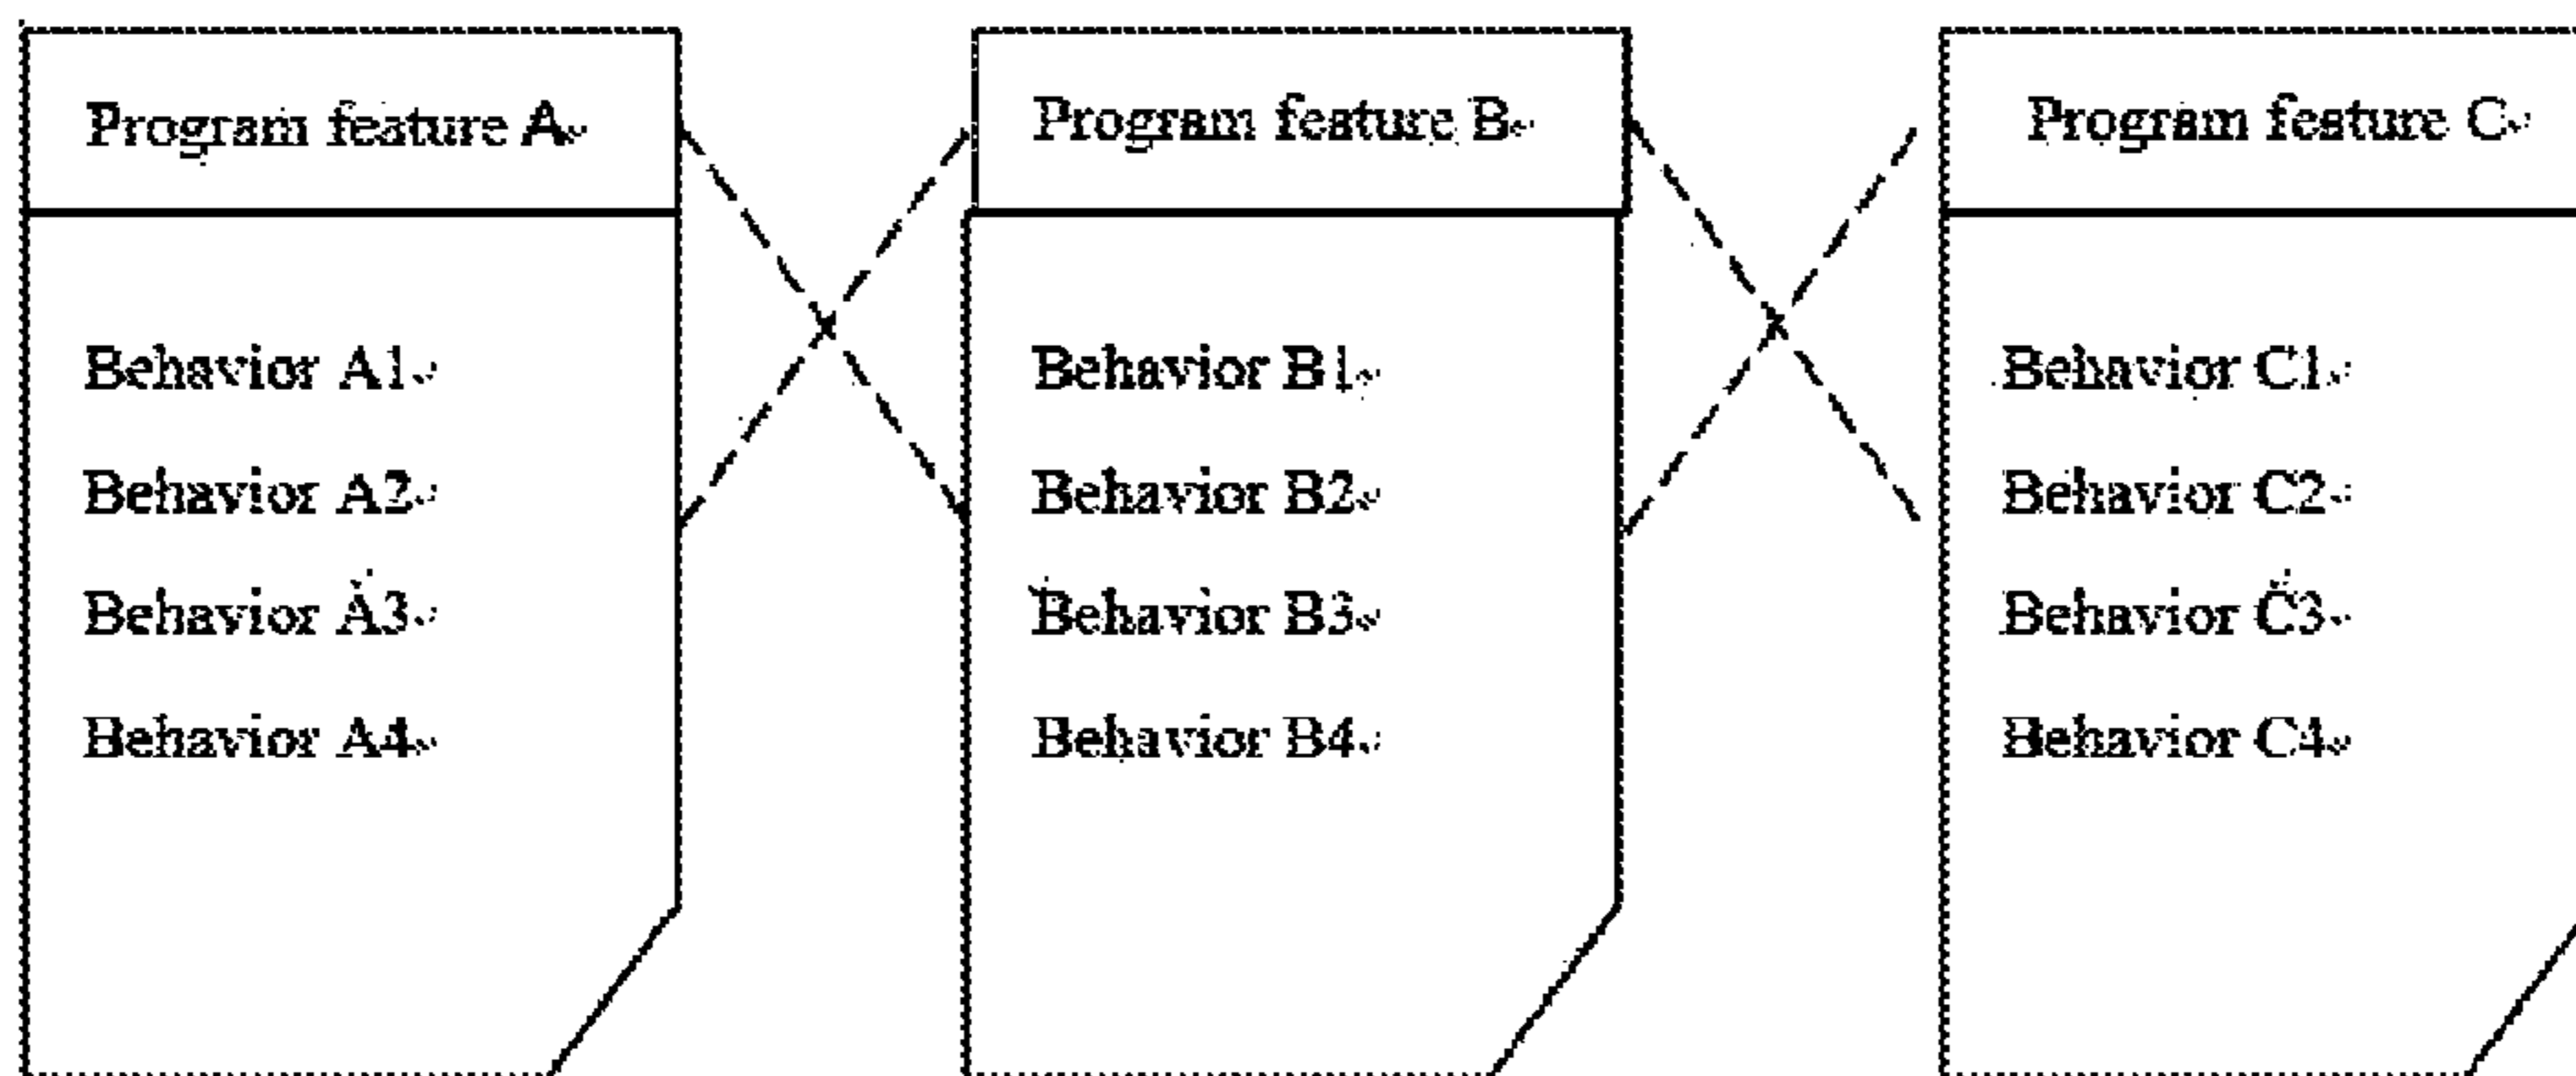 Program feature A
Behavior A1
Behavior A2
Behavior A3
Behavior A4
Program feature B
Behavior B1
Behavior B2
Behavior B3
Behavior B4
Program feature C
Behavior C1
Behavior C2
Behavior C3
Behavior C4